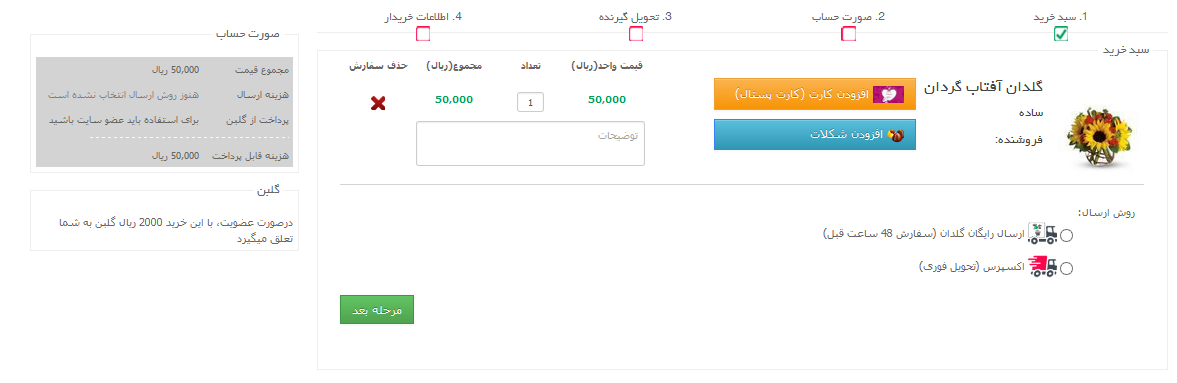 1. سبد خرید
2. صورت حساب
3. تحویل گیرنده
4. اطلاعات خریدار
سبد خرید
قیمت واحد(ریال)
تعداد
مجموع(ریال)
حذف سفارش
گلدان آفتاب گردان
ساده
فروشنده:
افزودن کارت (کارت پستال)
افزودن شکلات
50,000
1
50,000
توضیحات
روش ارسال:
ارسال رایگان گلدان (سفارش 48 ساعت قبل)
اکسپرس (تحویل فوری)
مرحله بعد
صورت حساب
مجموع قیمت 50,000 ریال
هزینه ارسال هنوز روش ارسال انتخاب نشده است
پرداخت از گلبن برای استفاده باید عضو سایت باشید
هزینه قابل پرداخت 50,000 ریال
گلبن
درصورت عضویت، با این خرید 2000 ریال گلبن به شما
تعلق میگیرد